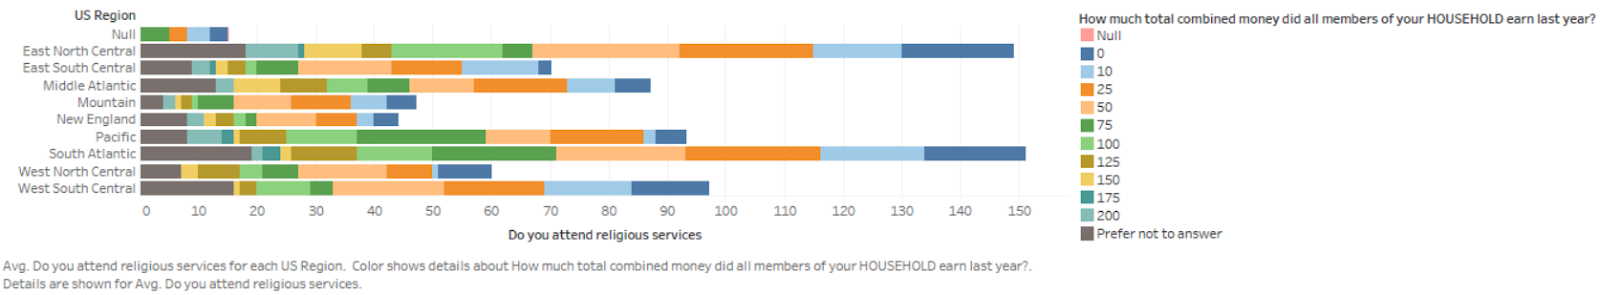 US Region
How much total combined money did all members of your HOUSEHOLD earn last year?
Null
East North Central
East South Central
Middle Atlantic
Mountain
New England
Pacific
South Atlantic
West North Central
West South Central
0 10 20 30 40 50 60 70 80 90 100 110 120 130 140 150
Do you attend religious services
Null
0
10
25
50
75
100
125
150
175
200
Prefer not to answer
Avg. Do you attend religious services for each US Region. Color shows details about How much total combined money did all members of your HOUSEHOLD earn last year?.
Details are shown for Avg. Do you attend religious services.